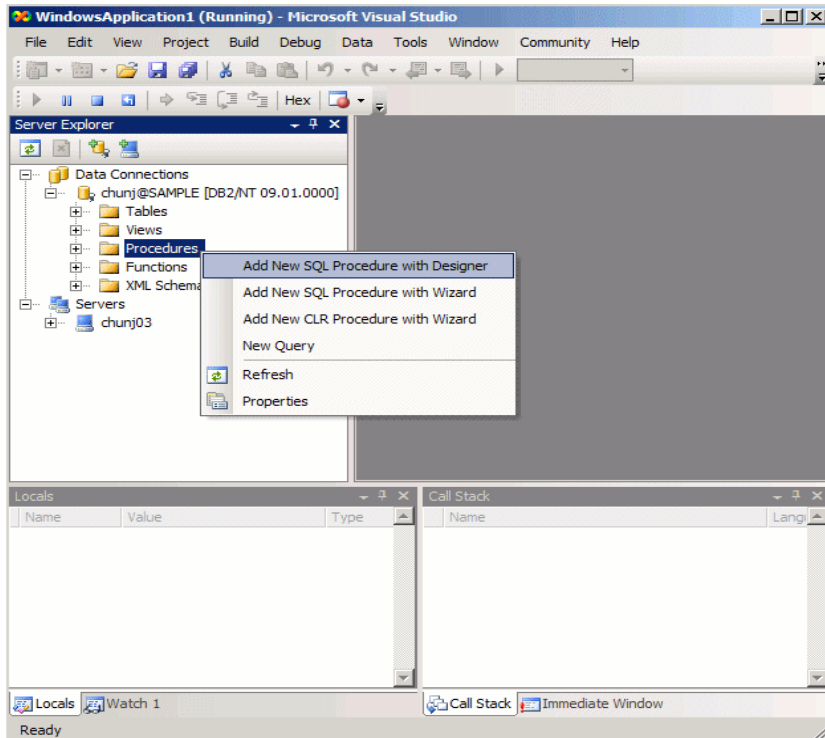 WindowsApplication1 (Running) - Microsoft Visual Studio
File Edit View Project Build Debug Data Tools Window Community Help
Hex
Server Explorer
Data Connections
chunj@SAMPLE [DB2/NT 09.01.0000]
Tables
Views
Procedures
Functions
XML Schema
Servers
chunj03
Add New SQL Procedure with Designer
Add New SQL Procedure with Wizard
Add New CLR Procedure with Wizard
New Query
Refresh
Properties
Locals
Name Value Type
Call Stack
Name Langu
Locals Watch 1
Call Stack Immediate Window
Ready